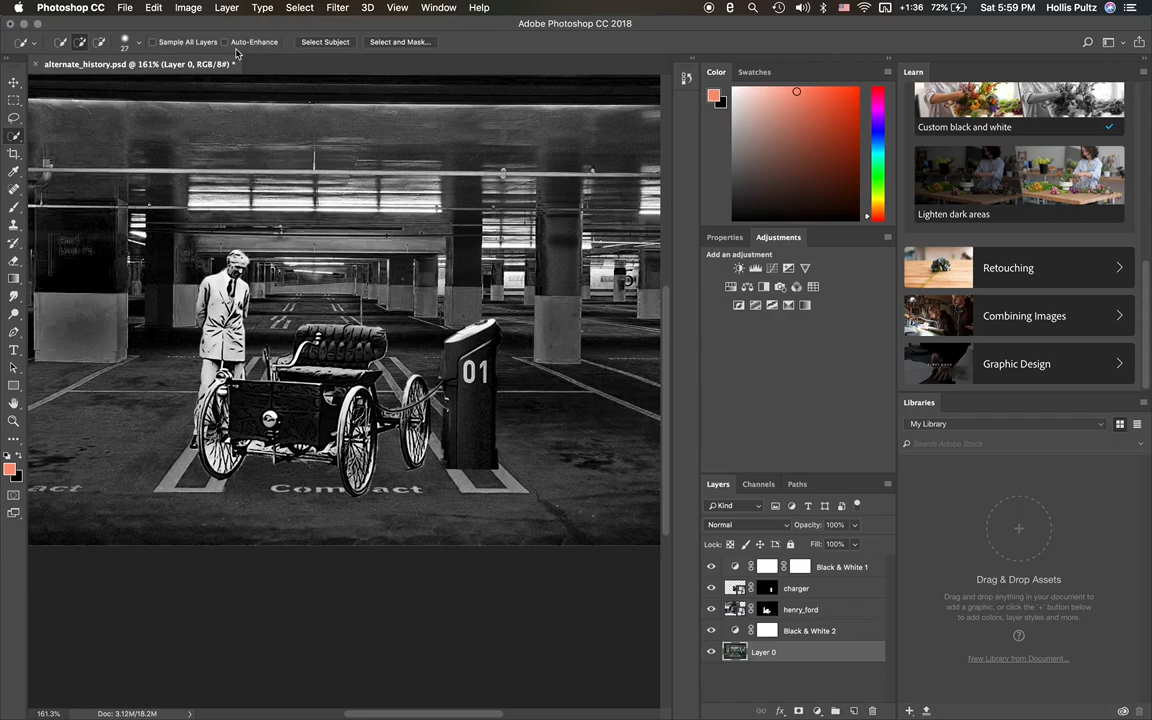 Photoshop File Edit Image Layer Type Select Filter 3D View Window Help +1:36 72% Sat 5:59 PM Hollis Pultz
Adobe Photoshop CC 2018
27 Sample All Layers Auto-Enhance Select Subject Select and Mask...
alternate_history.psd @ 161% (Layer 0, RGB/8#) *
Color Swatches
Learn
Custom black and white
Lighten dark areas
Properties Adjustments
Add an adjustment
Retouching
Combining Images
Graphic Design
01
Compact
Libraries
My Library
Search Adobe Stock
Layers Channels Paths
Kind
Normal Opacity: 100%
Lock: Fill: 100%
Black & White 1
charger
henry_ford
Black & White 2
Layer 0
Drag & Drop Assets
Drag and drop anything in your document to
add a graphic, or click the '+' button below
to add colors, layer styles and more.
New Library from Document...
161.3% Doc: 3.12M/18.2M